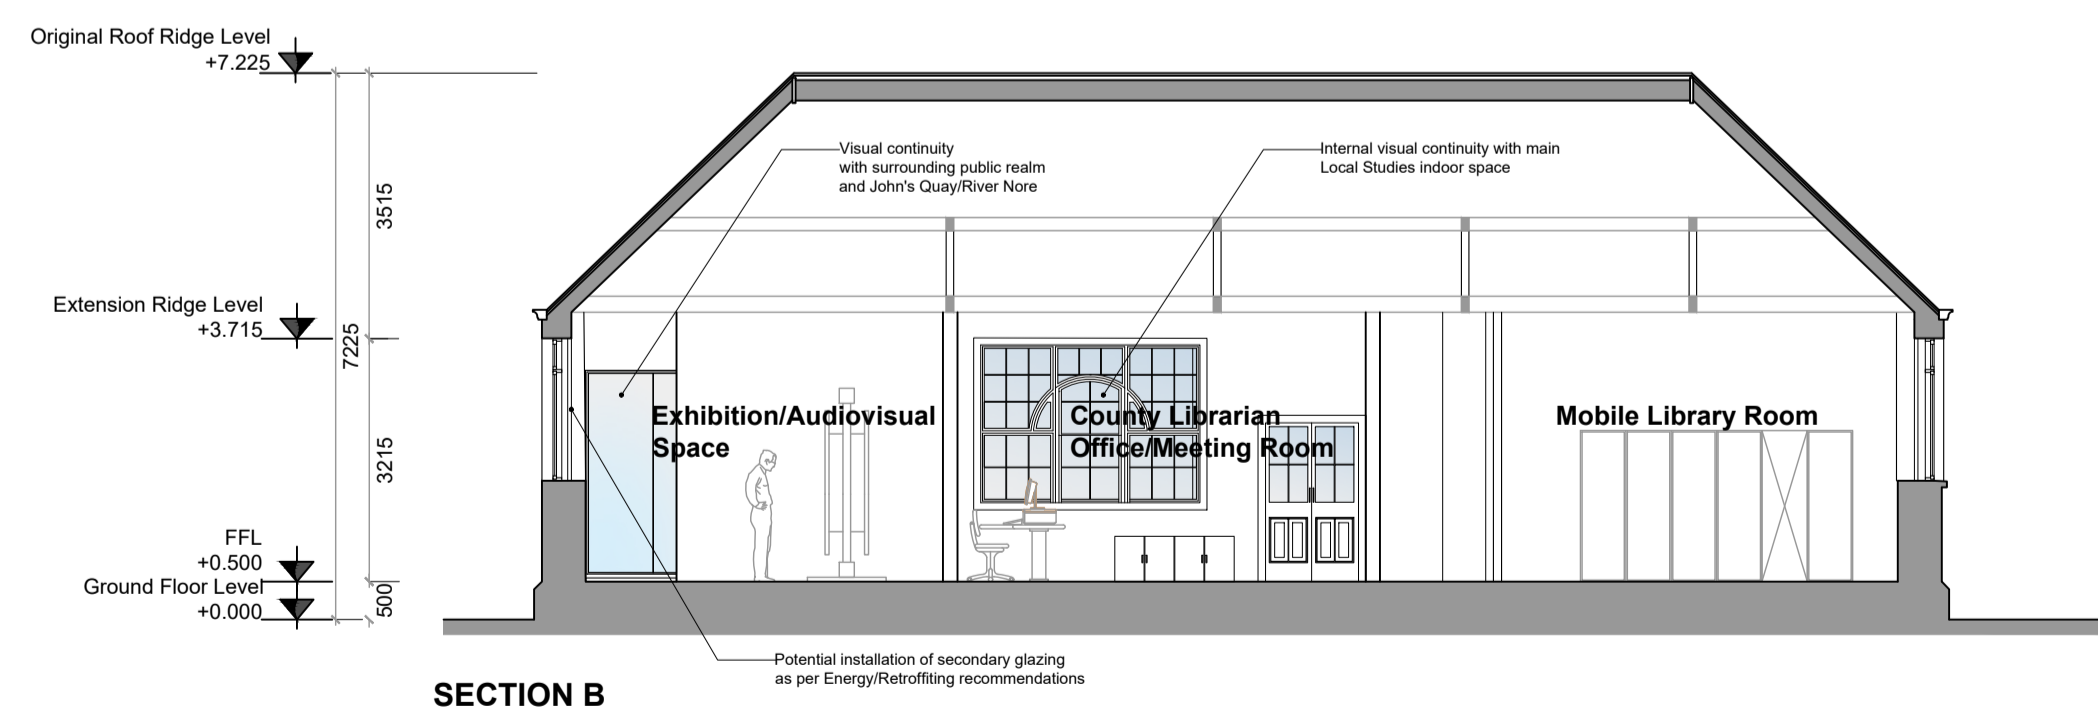 Original Roof Ridge Level
+7.225
Visual continuity
with surrounding public realm
and John's Quay/River Nore
Internal visual continuity with main
Local Studies indoor space
3515
Extension Ridge Level
+3.715
7225
Exhibition/Audiovisual
Space
County Librarian
Office/Meeting Room
Mobile Library Room
3215
FFL
+0.500
Ground Floor Level
+0.000
500
Potential installation of secondary glazing
as per Energy/Retroffiting recommendations
SECTION B